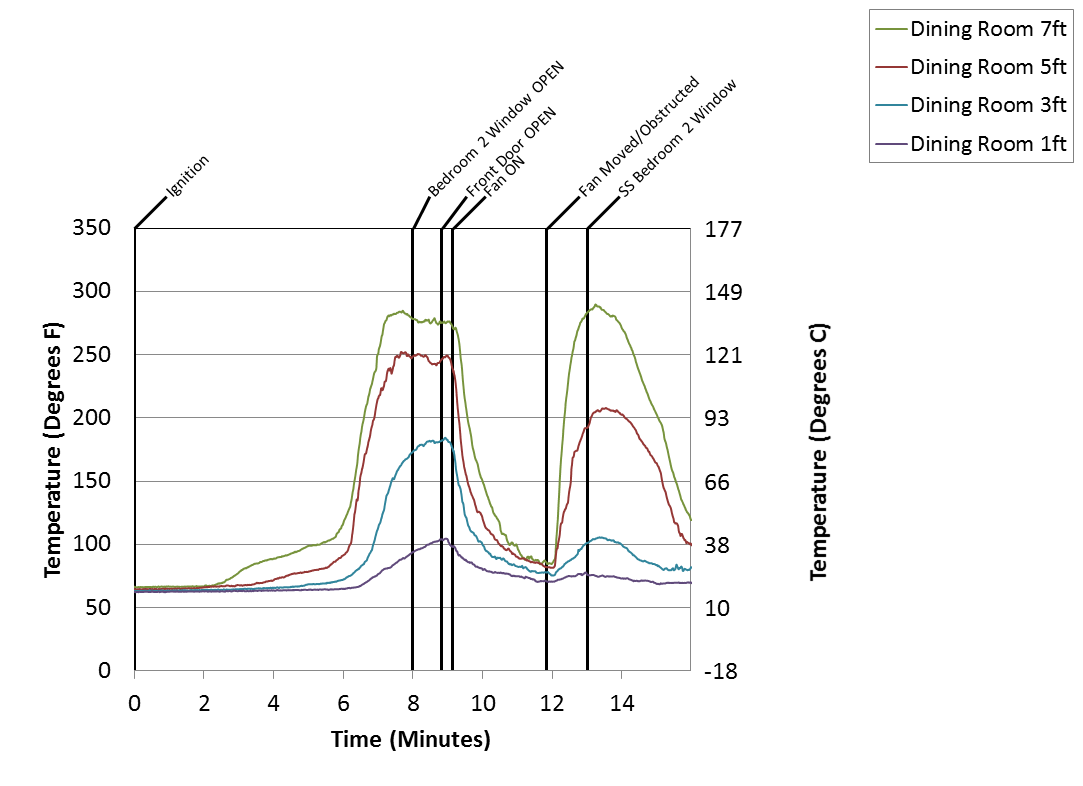 Dining Room 7ft
Dining Room 5ft
Dining Room 3ft
Dining Room 1ft
Ignition
Bedroom 2 Window OPEN
Front Door OPEN
Fan ON
Fan Moved/Obstructed
SS Bedroom 2 Window
350
300
250
200
150
100
50
0
Temperature (Degrees F)
177
149
121
93
66
38
10
-18
Temperature (Degrees C)
0
2
4
6
8
10
12
14
Time (Minutes)